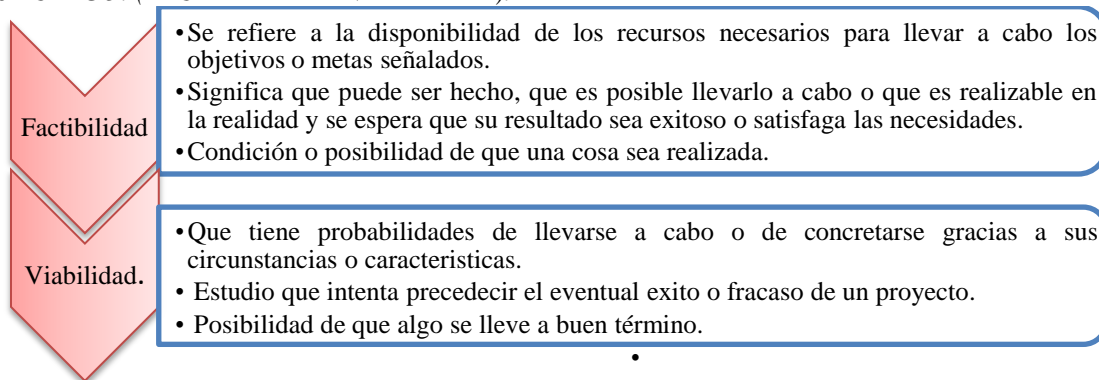 •Se refiere a la disponibilidad de los recursos necesarios para llevar a cabo los
objetivos o metas señalados.
•Significa que puede ser hecho, que es posible llevarlo a cabo o que es realizable en
la realidad y se espera que su resultado sea exitoso o satisfaga las necesidades.
•Condición o posibilidad de que una cosa sea realizada.
Factibilidad
•Que tiene probabilidades de llevarse a cabo o de concretarse gracias a sus
circunstancias o caracteristicas.
• Estudio que intenta precedecir el eventual exito o fracaso de un proyecto.
• Posibilidad de que algo se lleve a buen término.
Viabilidad.
•